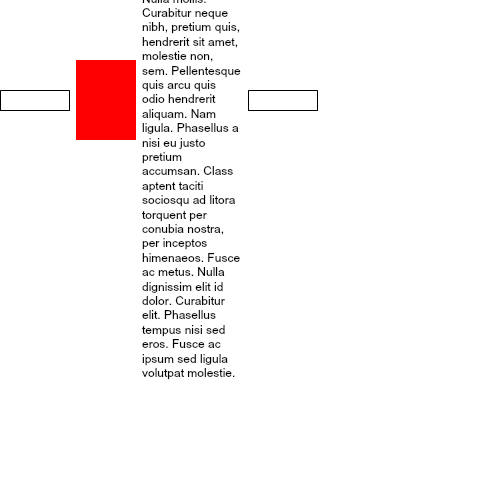 Nulla mollis.
Curabitur neque
nibh, pretium quis,
hendrerit sit amet,
molestie non,
sem. Pellentesque
quis arcu quis
odio hendrerit
aliquam. Nam
ligula. Phasellus a
nisi eu justo
pretium
accumsan. Class
aptent taciti
sociosqu ad litora
torquent per
conubia nostra,
per inceptos
himenaeos. Fusce
ac metus. Nulla
dignissim elit id
dolor. Curabitur
elit. Phasellus
tempus nisi sed
eros. Fusce ac
ipsum sed ligula
volutpat molestie.